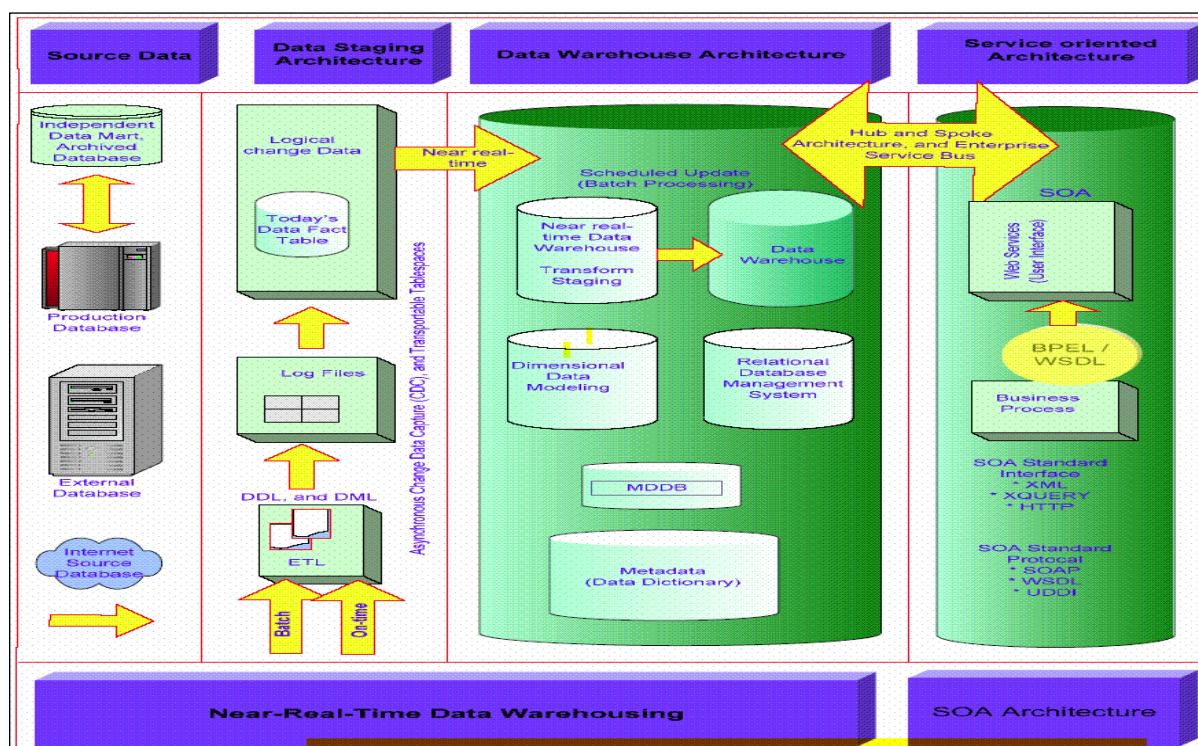 Source Data
Data Staging
Architecture
Data Warehouse Architecture
Service oriented
Architecture
Independent
Data Mart,
Archived
Database
Production
Database
External
Database
Internet
Source
Database
Logical
change Data
Today's
Data Fact
Table
Log Files
DDL, and DML
ETL
Batch
On-time
Asynchronous Change Data Capture (CDC), and Transportable Tablespaces
Near real-
time
Scheduled Update
(Batch Processing)
Near real-
time Data
Warehouse
Transform
Staging
Data
Warehouse
Dimensional
Data
Modeling
Relational
Database
Management
System
MDDB
Metadata
(Data Dictionary)
Hub and Spoke
Architecture, and Enterprise
Service Bus
SOA
Web Services
(User Interface)
BPEL /
WSDL
Business
Process
SOA Standard
Interface
* XML
* XQUERY
* HTTP
SOA Standard
Protocal
* SOAP
* WSDL
* UDDI
Near-Real-Time Data Warehousing
SOA Architecture